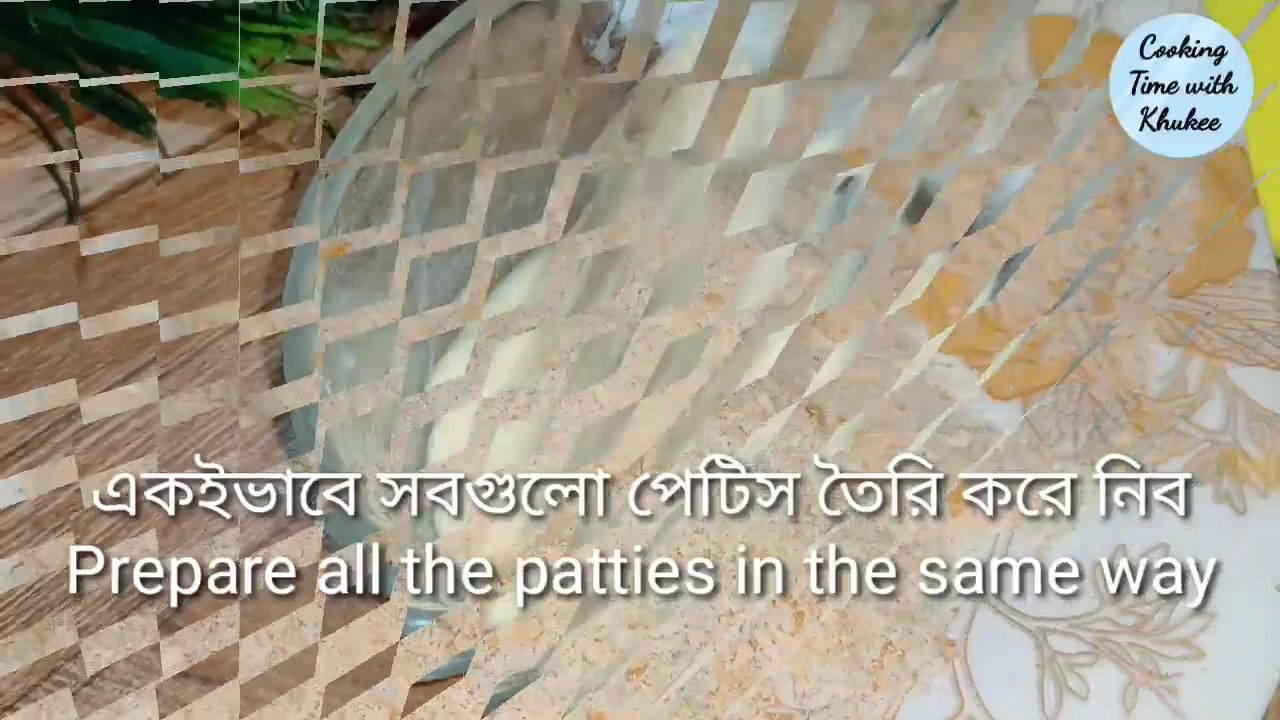 Cooking
Time with
Khukee
একইভাবে সবগুলো পেটিস তৈরি করে নিব
Prepare all the patties in the same way